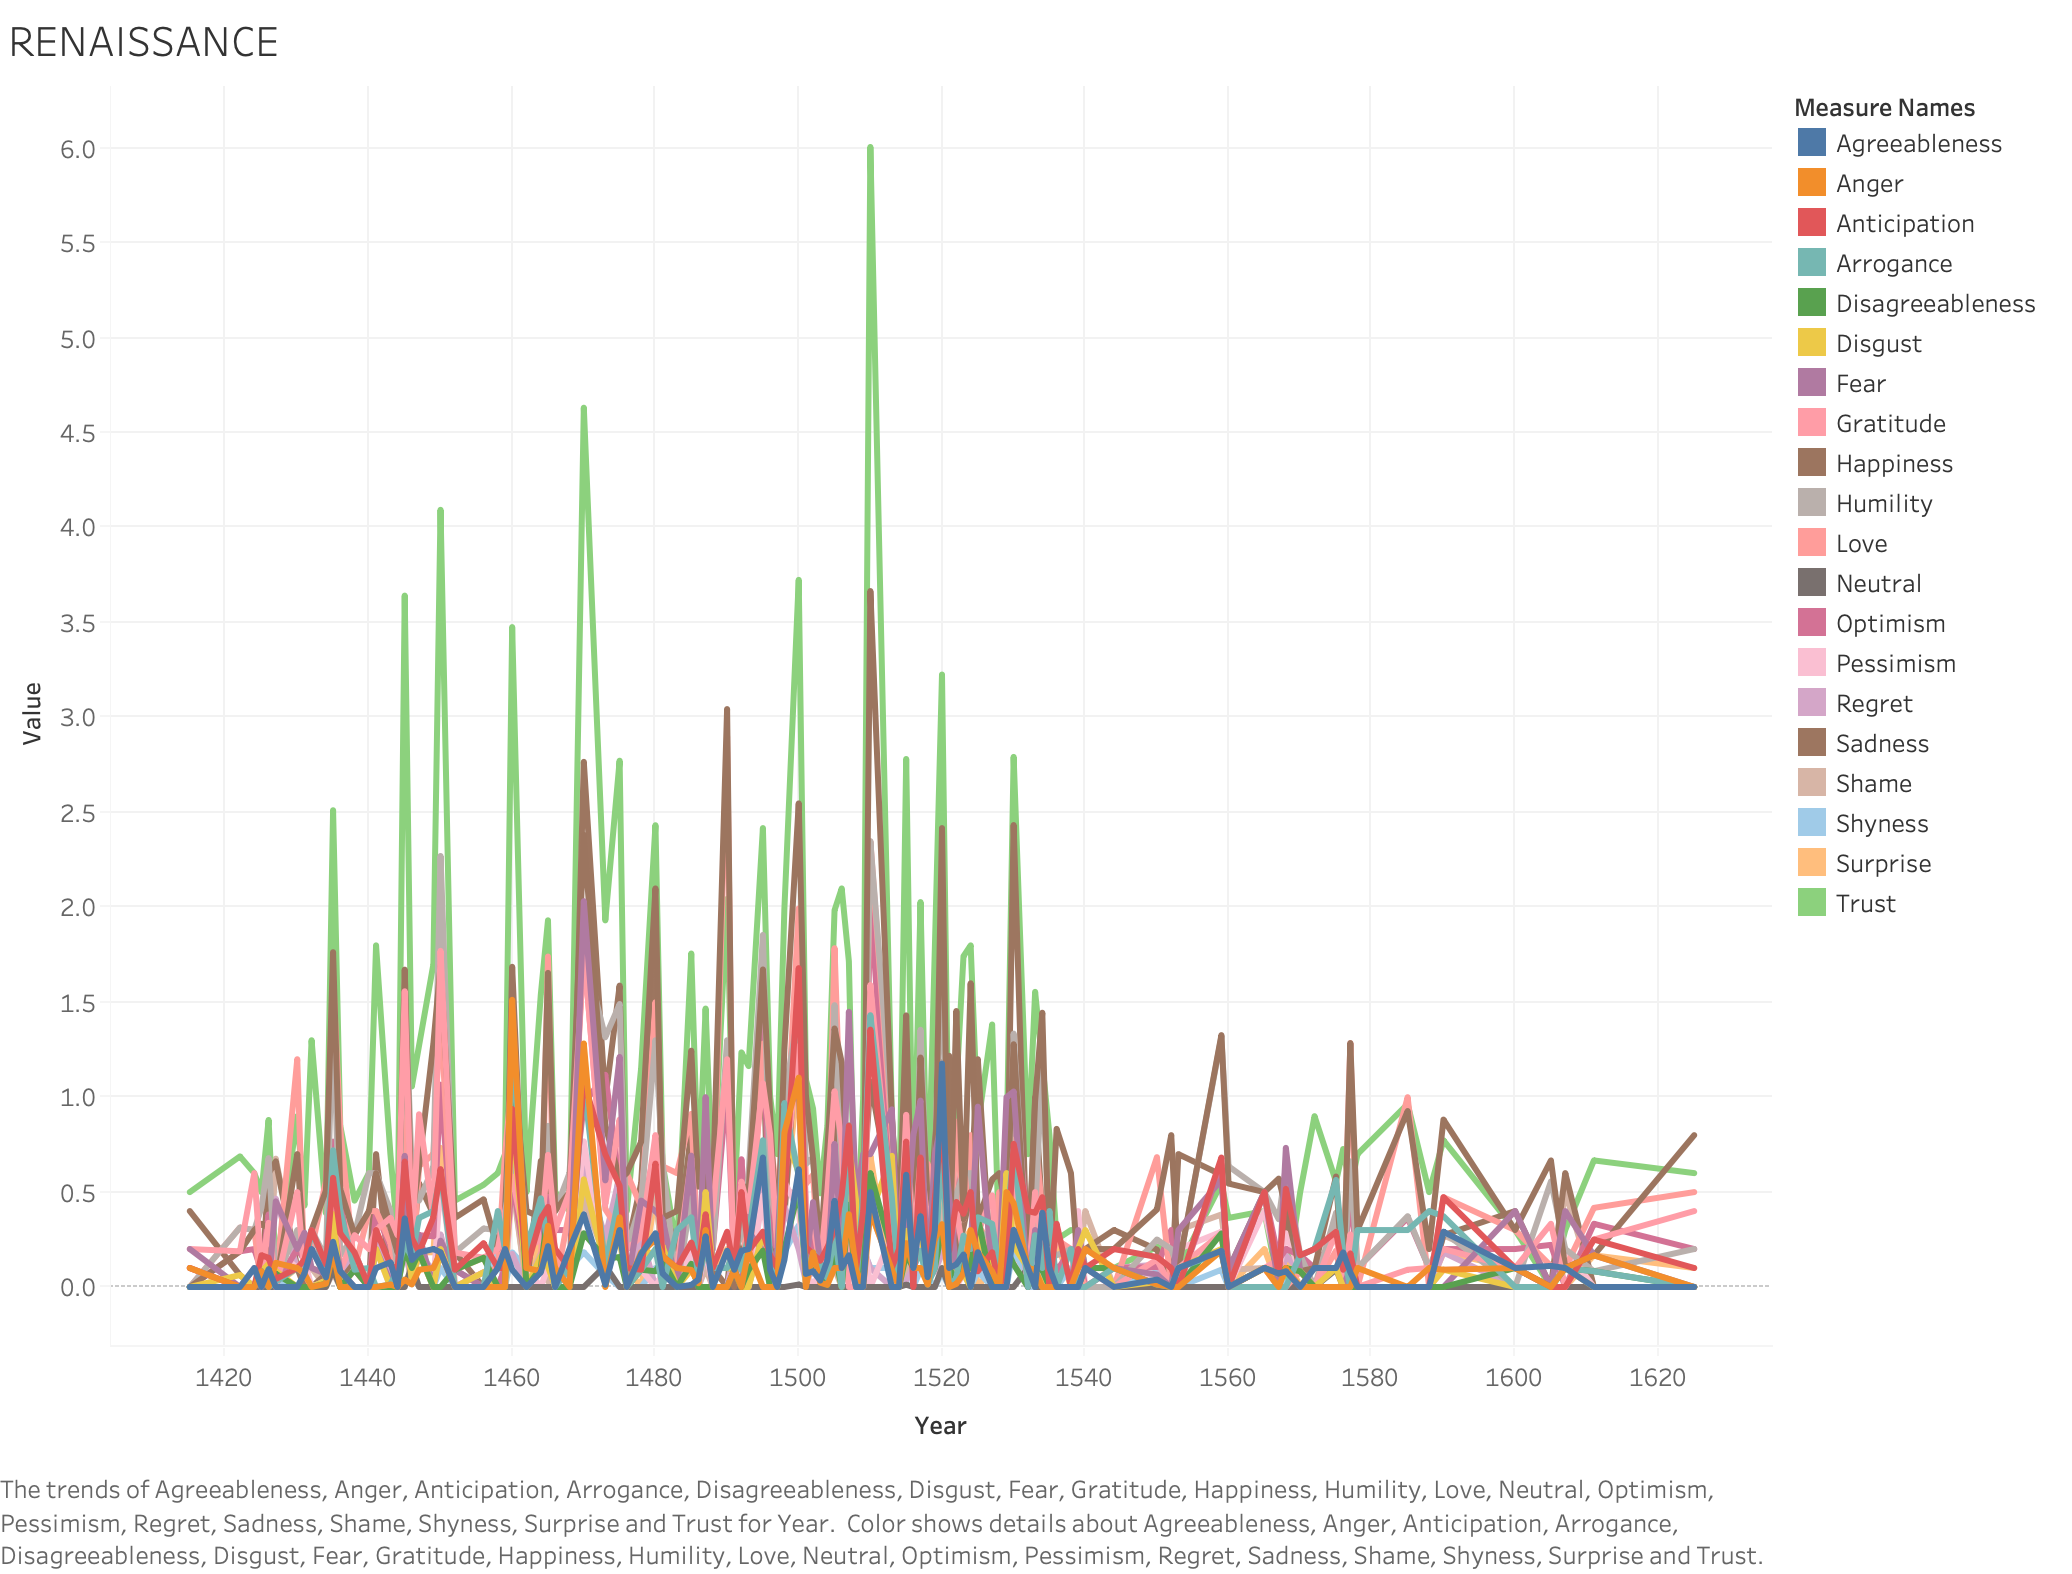 RENAISSANCE
Measure Names
Agreeableness
Anger
Anticipation
Arrogance
Disagreeableness
Disgust
Fear
Gratitude
Happiness
Humility
Love
Neutral
Optimism
Pessimism
Regret
Sadness
Shame
Shyness
Surprise
Trust
6.0
5.5
5.0
4.5
4.0
3.5
3.0
2.5
2.0
1.5
1.0
0.5
0.0
Value
1420 1440 1460 1480 1500 1520 1540 1560 1580 1600 1620
Year
The trends of Agreeableness, Anger, Anticipation, Arrogance, Disagreeableness, Disgust, Fear, Gratitude, Happiness, Humility, Love, Neutral, Optimism,
Pessimism, Regret, Sadness, Shame, Shyness, Surprise and Trust for Year.  Color shows details about Agreeableness, Anger, Anticipation, Arrogance,
Disagreeableness, Disgust, Fear, Gratitude, Happiness, Humility, Love, Neutral, Optimism, Pessimism, Regret, Sadness, Shame, Shyness, Surprise and Trust.